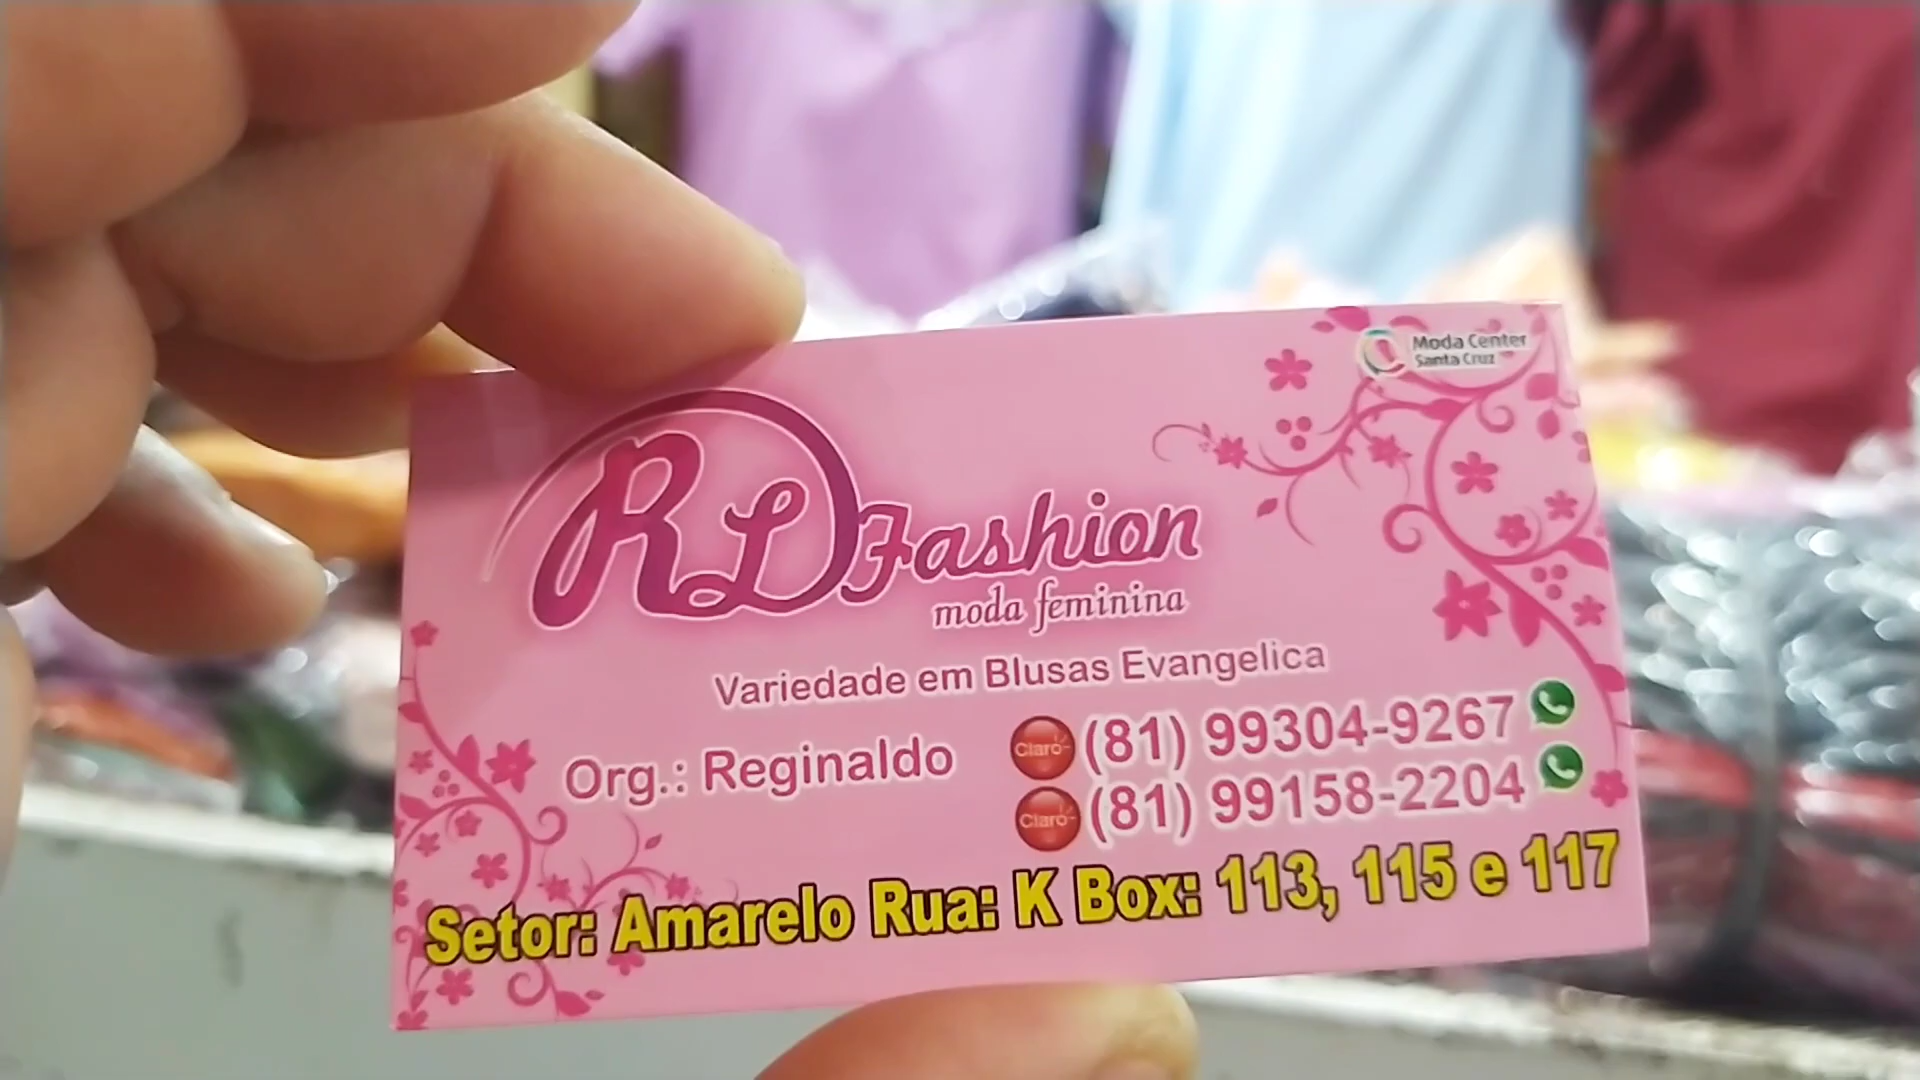 Moda Center
Santa Cruz
RL Fashion
moda feminina
Variedade em Blusas Evangelica
Org.: Reginaldo
Claro (81) 99304-9267
Claro (81) 99158-2204
Setor: Amarelo Rua: K Box: 113, 115 e 117